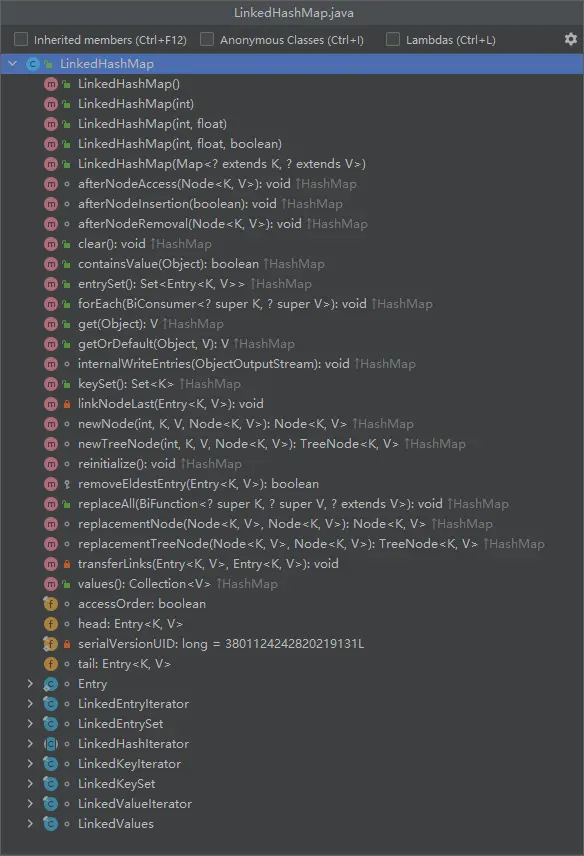 LinkedHashMap.java
Inherited members (Ctrl+F12) Anonymous Classes (Ctrl+I) Lambdas (Ctrl+L)
LinkedHashMap
LinkedHashMap()
LinkedHashMap(int)
LinkedHashMap(int, float)
LinkedHashMap(int, float, boolean)
LinkedHashMap(Map<? extends K, ? extends V>)
afterNodeAccess(Node<K, V>): void ↑HashMap
afterNodeInsertion(boolean): void ↑HashMap
afterNodeRemoval(Node<K, V>): void ↑HashMap
clear(): void ↑HashMap
containsValue(Object): boolean ↑HashMap
entrySet(): Set<Entry<K, V>> ↑HashMap
forEach(BiConsumer<? super K, ? super V>): void ↑HashMap
get(Object): V ↑HashMap
getOrDefault(Object, V): V ↑HashMap
internalWriteEntries(ObjectOutputStream): void ↑HashMap
keySet(): Set<K> ↑HashMap
linkNodeLast(Entry<K, V>): void
newNode(int, K, V, Node<K, V>): Node<K, V> ↑HashMap
newTreeNode(int, K, V, Node<K, V>): TreeNode<K, V> ↑HashMap
reinitialize(): void ↑HashMap
removeEldestEntry(Entry<K, V>): boolean
replaceAll(BiFunction<? super K, ? super V, ? extends V>): void ↑HashMap
replacementNode(Node<K, V>, Node<K, V>): Node<K, V> ↑HashMap
replacementTreeNode(Node<K, V>, Node<K, V>): TreeNode<K, V> ↑HashMap
transferLinks(Entry<K, V>, Entry<K, V>): void
values(): Collection<V> ↑HashMap
accessOrder: boolean
head: Entry<K, V>
serialVersionUID: long = 3801124242820219131L
tail: Entry<K, V>
Entry
LinkedEntryIterator
LinkedEntrySet
LinkedHashIterator
LinkedKeyIterator
LinkedKeySet
LinkedValueIterator
LinkedValues